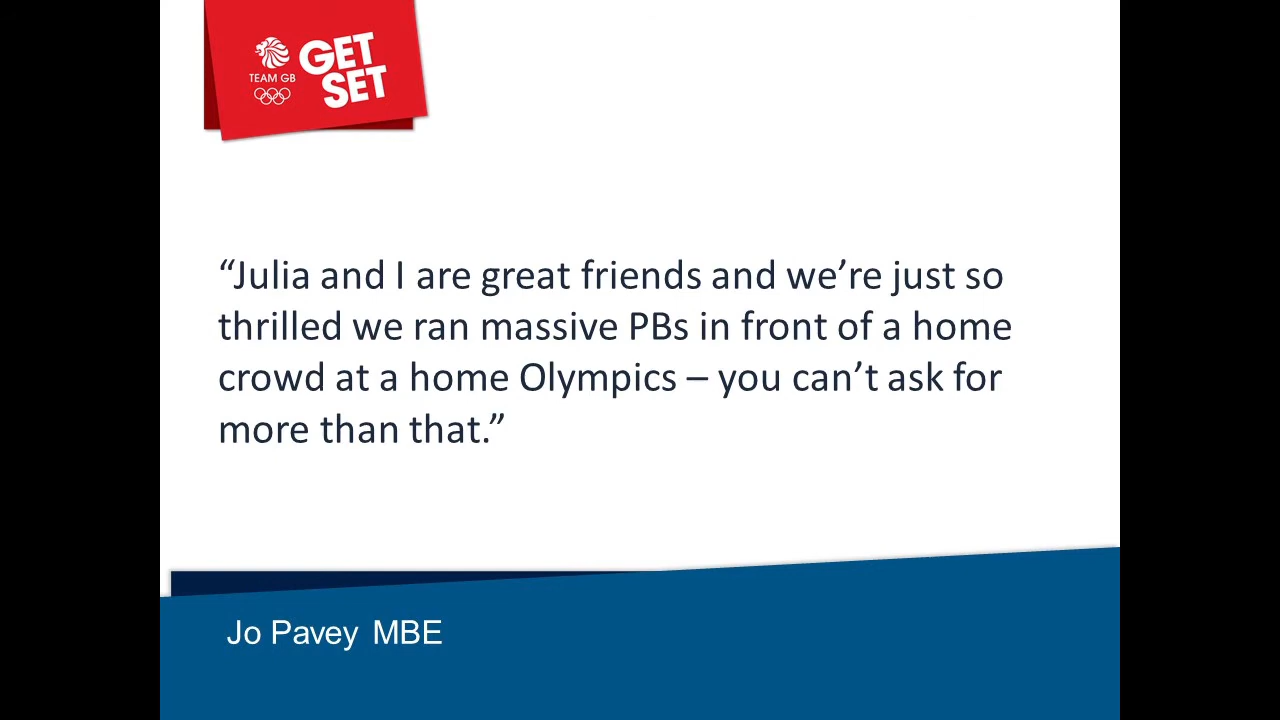 GET
SET
TEAM GB
“Julia and I are great friends and we’re just so
thrilled we ran massive PBs in front of a home
crowd at a home Olympics – you can’t ask for
more than that.”
Jo Pavey MBE